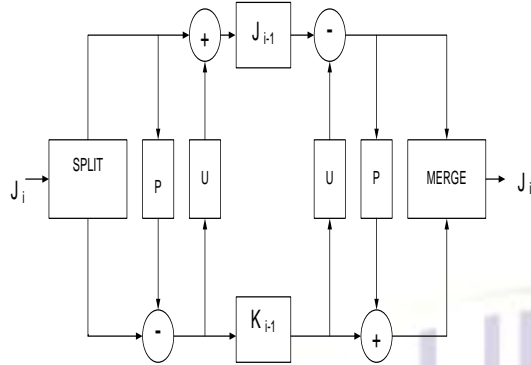 + J i-1 -
SPLIT P U U P MERGE
J i J i
- K i-1 +